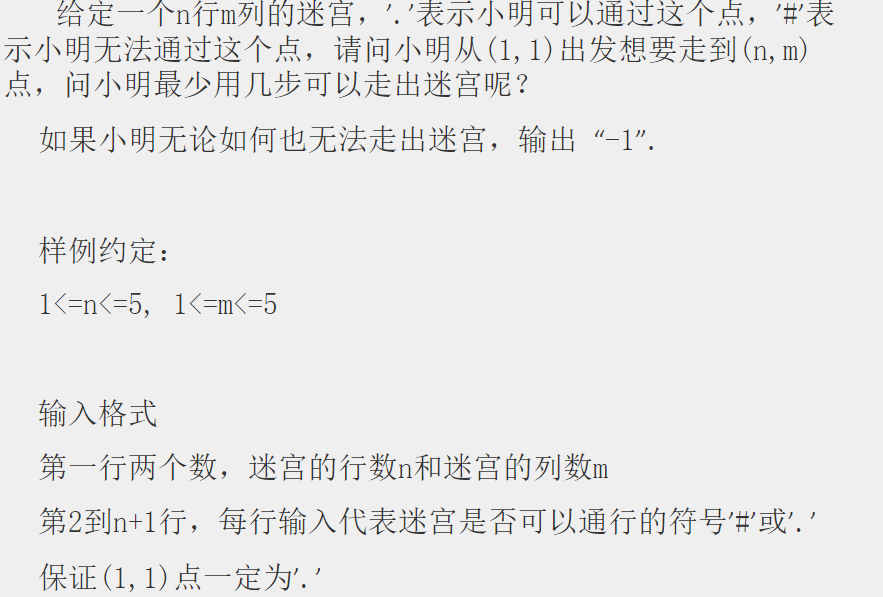 给定一个n行m列的迷宫,'.'表示小明可以通过这个点,'#'表
示小明无法通过这个点,请问小明从(1,1)出发想要走到(n,m)
点,问小明最少用几步可以走出迷宫呢?
如果小明无论如何也无法走出迷宫,输出 “-1”.
样例约定:
1<=n<=5, 1<=m<=5
输入格式
第一行两个数,迷宫的行数n和迷宫的列数m
第2到n+1行,每行输入代表迷宫是否可以通行的符号'#'或'.'
保证(1,1)点一定为'.'